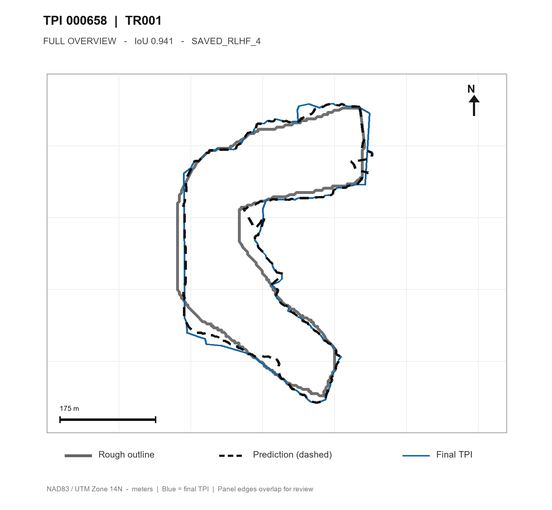 TPI 000658 | TR001
FULL OVERVIEW - IoU 0.941 - SAVED_RLHF_4
N
175 m
Rough outline
Prediction (dashed)
Final TPI
NAD83 / UTM Zone 14N - meters | Blue = final TPI | Panel edges overlap for review